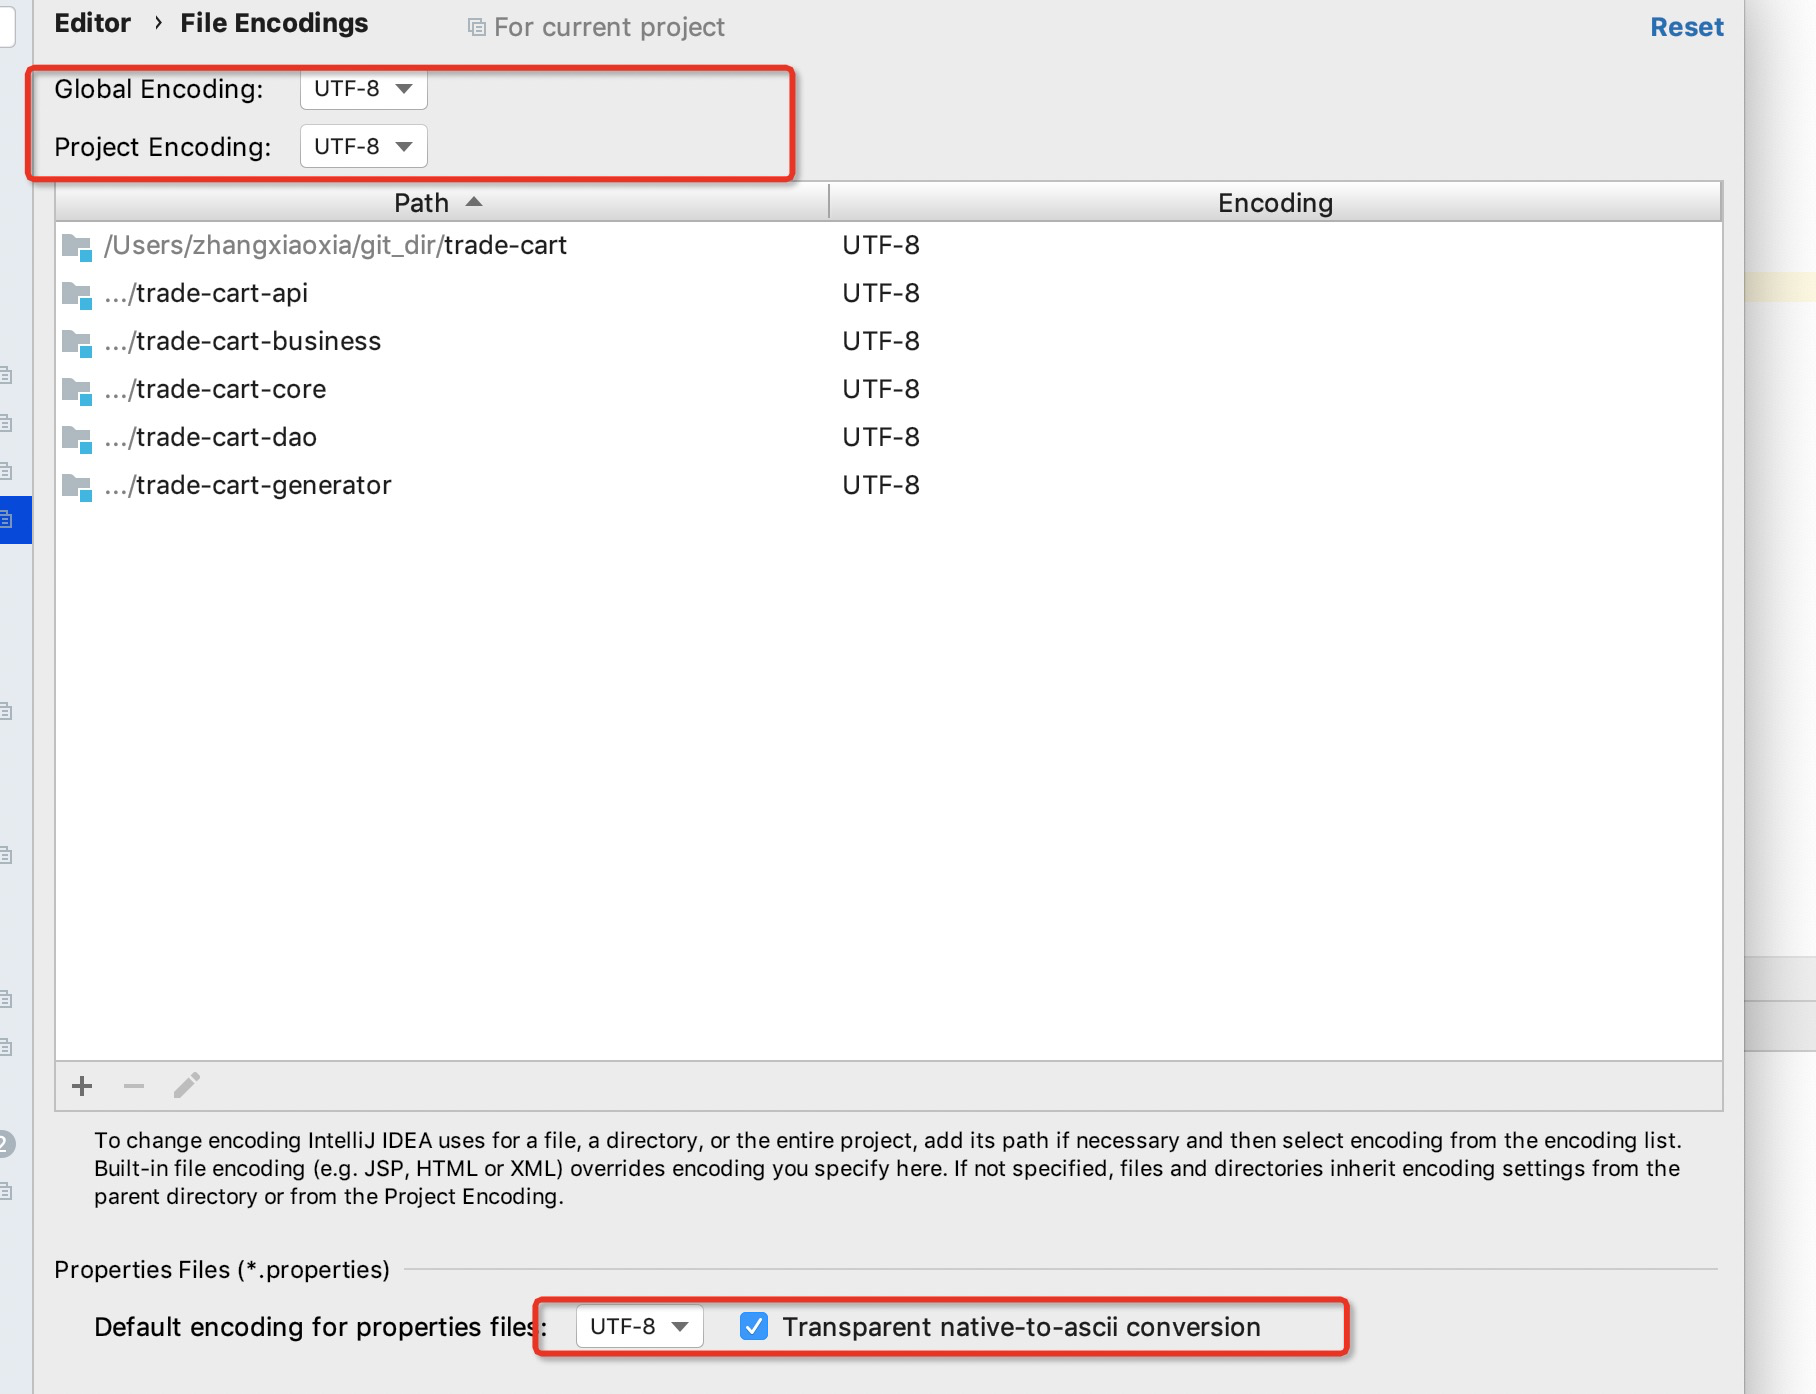 Editor › File Encodings For current project Reset
Global Encoding: UTF-8
Project Encoding: UTF-8
Path Encoding
/Users/zhangxiaoxia/git_dir/trade-cart UTF-8
.../trade-cart-api UTF-8
.../trade-cart-business UTF-8
.../trade-cart-core UTF-8
.../trade-cart-dao UTF-8
.../trade-cart-generator UTF-8
2
To change encoding IntelliJ IDEA uses for a file, a directory, or the entire project, add its path if necessary and then select encoding from the encoding list.
Built-in file encoding (e.g. JSP, HTML or XML) overrides encoding you specify here. If not specified, files and directories inherit encoding settings from the
parent directory or from the Project Encoding.
Properties Files (*.properties)
Default encoding for properties files: UTF-8 Transparent native-to-ascii conversion